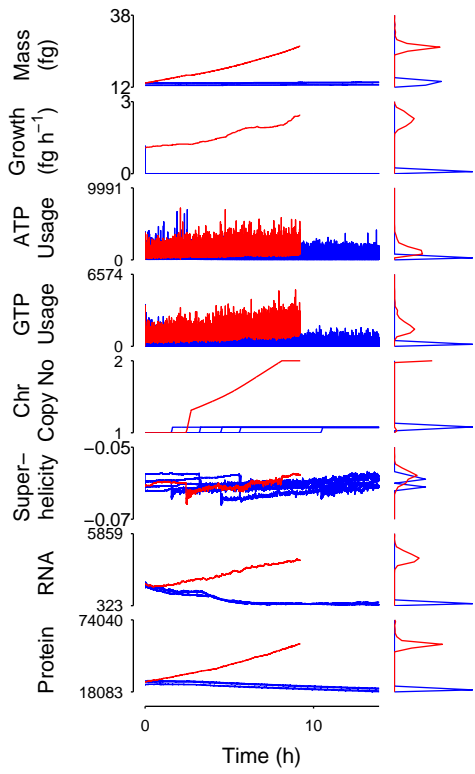 38
Mass
(fg)
12
3
Growth
(fg h⁻¹)
0
9991
ATP
Usage
0
6574
GTP
Usage
0
2
Chr
Copy No
1
−0.05
Super−
helicity
−0.07
5859
RNA
323
74040
Protein
18083
0 10
Time (h)